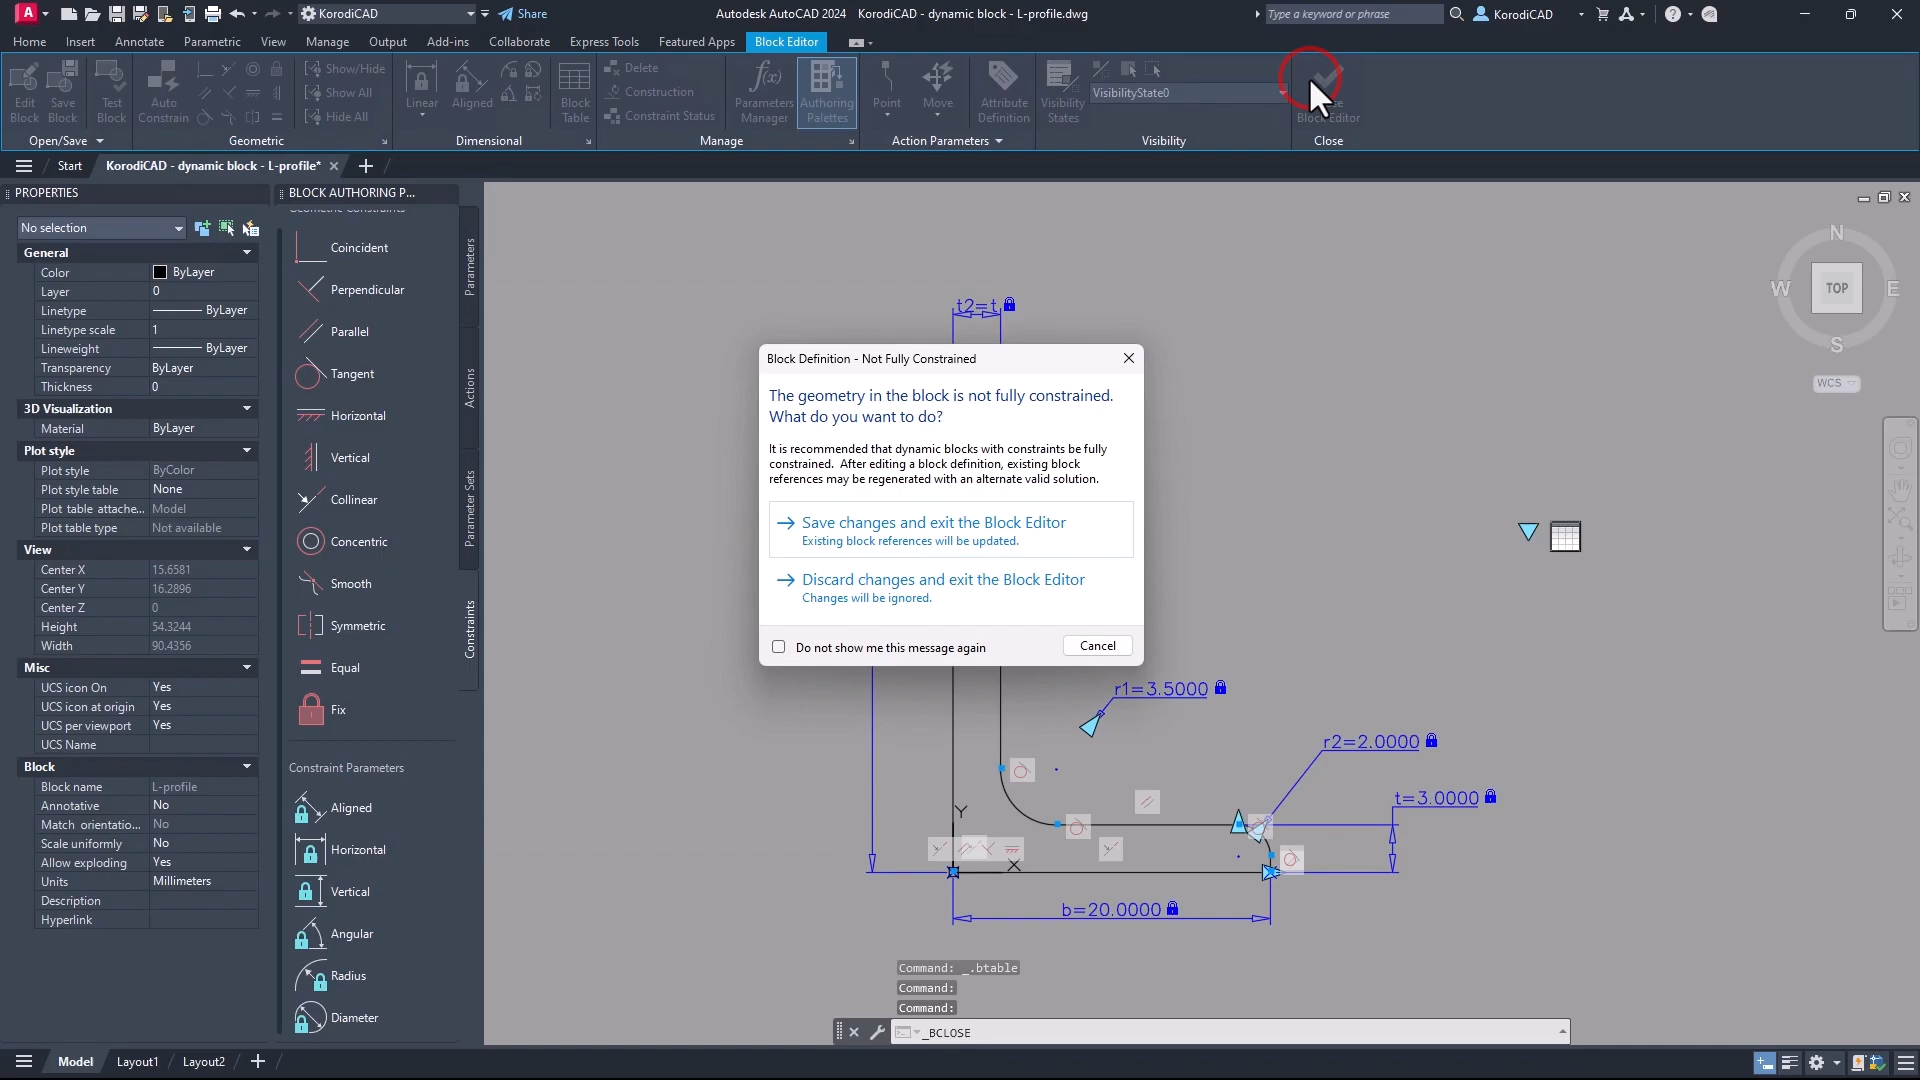 KorodiCAD
Share
Autodesk AutoCAD 2024 KorodiCAD - dynamic block - L-profile.dwg
Type a keyword or phrase
KorodiCAD
Home Insert Annotate Parametric View Manage Output Add-ins Collaborate Express Tools Featured Apps Block Editor
Edit Block
Save Block
Test Block
Auto Constrain
Show/Hide
Show All
Hide All
Linear
Aligned
Block Table
Delete
Construction
Constraint Status
Parameters Manager
Authoring Palettes
Point
Move
Attribute Definition
Visibility States
VisibilityState0
Block Editor
Open/Save
Geometric
Dimensional
Manage
Action Parameters
Visibility
Close
Start
KorodiCAD - dynamic block - L-profile*
PROPERTIES
No selection
General
Color ByLayer
Layer 0
Linetype ByLayer
Linetype scale 1
Lineweight ByLayer
Transparency ByLayer
Thickness 0
3D Visualization
Material ByLayer
Plot style
Plot style ByColor
Plot style table None
Plot table attache... Model
Plot table type Not available
View
Center X 15.6581
Center Y 16.2896
Center Z 0
Height 54.3244
Width 90.4356
Misc
UCS icon On Yes
UCS icon at origin Yes
UCS per viewport Yes
UCS Name
Block
Block name L-profile
Annotative No
Match orientatio... No
Scale uniformly No
Allow exploding Yes
Units Millimeters
Description
Hyperlink
BLOCK AUTHORING P...
Geometric Constraints
Coincident
Perpendicular
Parallel
Tangent
Horizontal
Vertical
Collinear
Concentric
Smooth
Symmetric
Equal
Fix
Constraint Parameters
Aligned
Horizontal
Vertical
Angular
Radius
Diameter
Parameters
Actions
Parameter Sets
Constraints
t2=t
Block Definition - Not Fully Constrained
The geometry in the block is not fully constrained.
What do you want to do?
It is recommended that dynamic blocks with constraints be fully
constrained. After editing a block definition, existing block
references may be regenerated with an alternate valid solution.
Save changes and exit the Block Editor
Existing block references will be updated.
Discard changes and exit the Block Editor
Changes will be ignored.
Do not show me this message again
Cancel
r1=3.5000
r2=2.0000
t=3.0000
Y
X
b=20.0000
N
W
TOP
E
S
WCS
Command: _.btable
Command:
Command:
_BCLOSE
Model
Layout1
Layout2